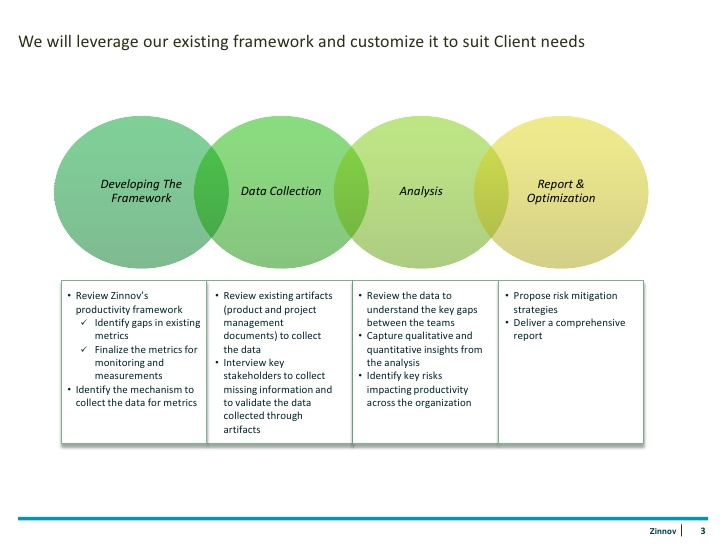 We will leverage our existing framework and customize it to suit Client needs
Developing The
Framework
Data Collection
Analysis
Report &
Optimization
• Review Zinnov's
productivity framework
✓ Identify gaps in existing
metrics
✓ Finalize the metrics for
monitoring and
measurements
• Identify the mechanism to
collect the data for metrics
• Review existing artifacts
(product and project
management
documents) to collect
the data
• Interview key
stakeholders to collect
missing information and
to validate the data
collected through
artifacts
• Review the data to
understand the key gaps
between the teams
• Capture qualitative and
quantitative insights from
the analysis
• Identify key risks
impacting productivity
across the organization
• Propose risk mitigation
strategies
• Deliver a comprehensive
report
Zinnov | 3